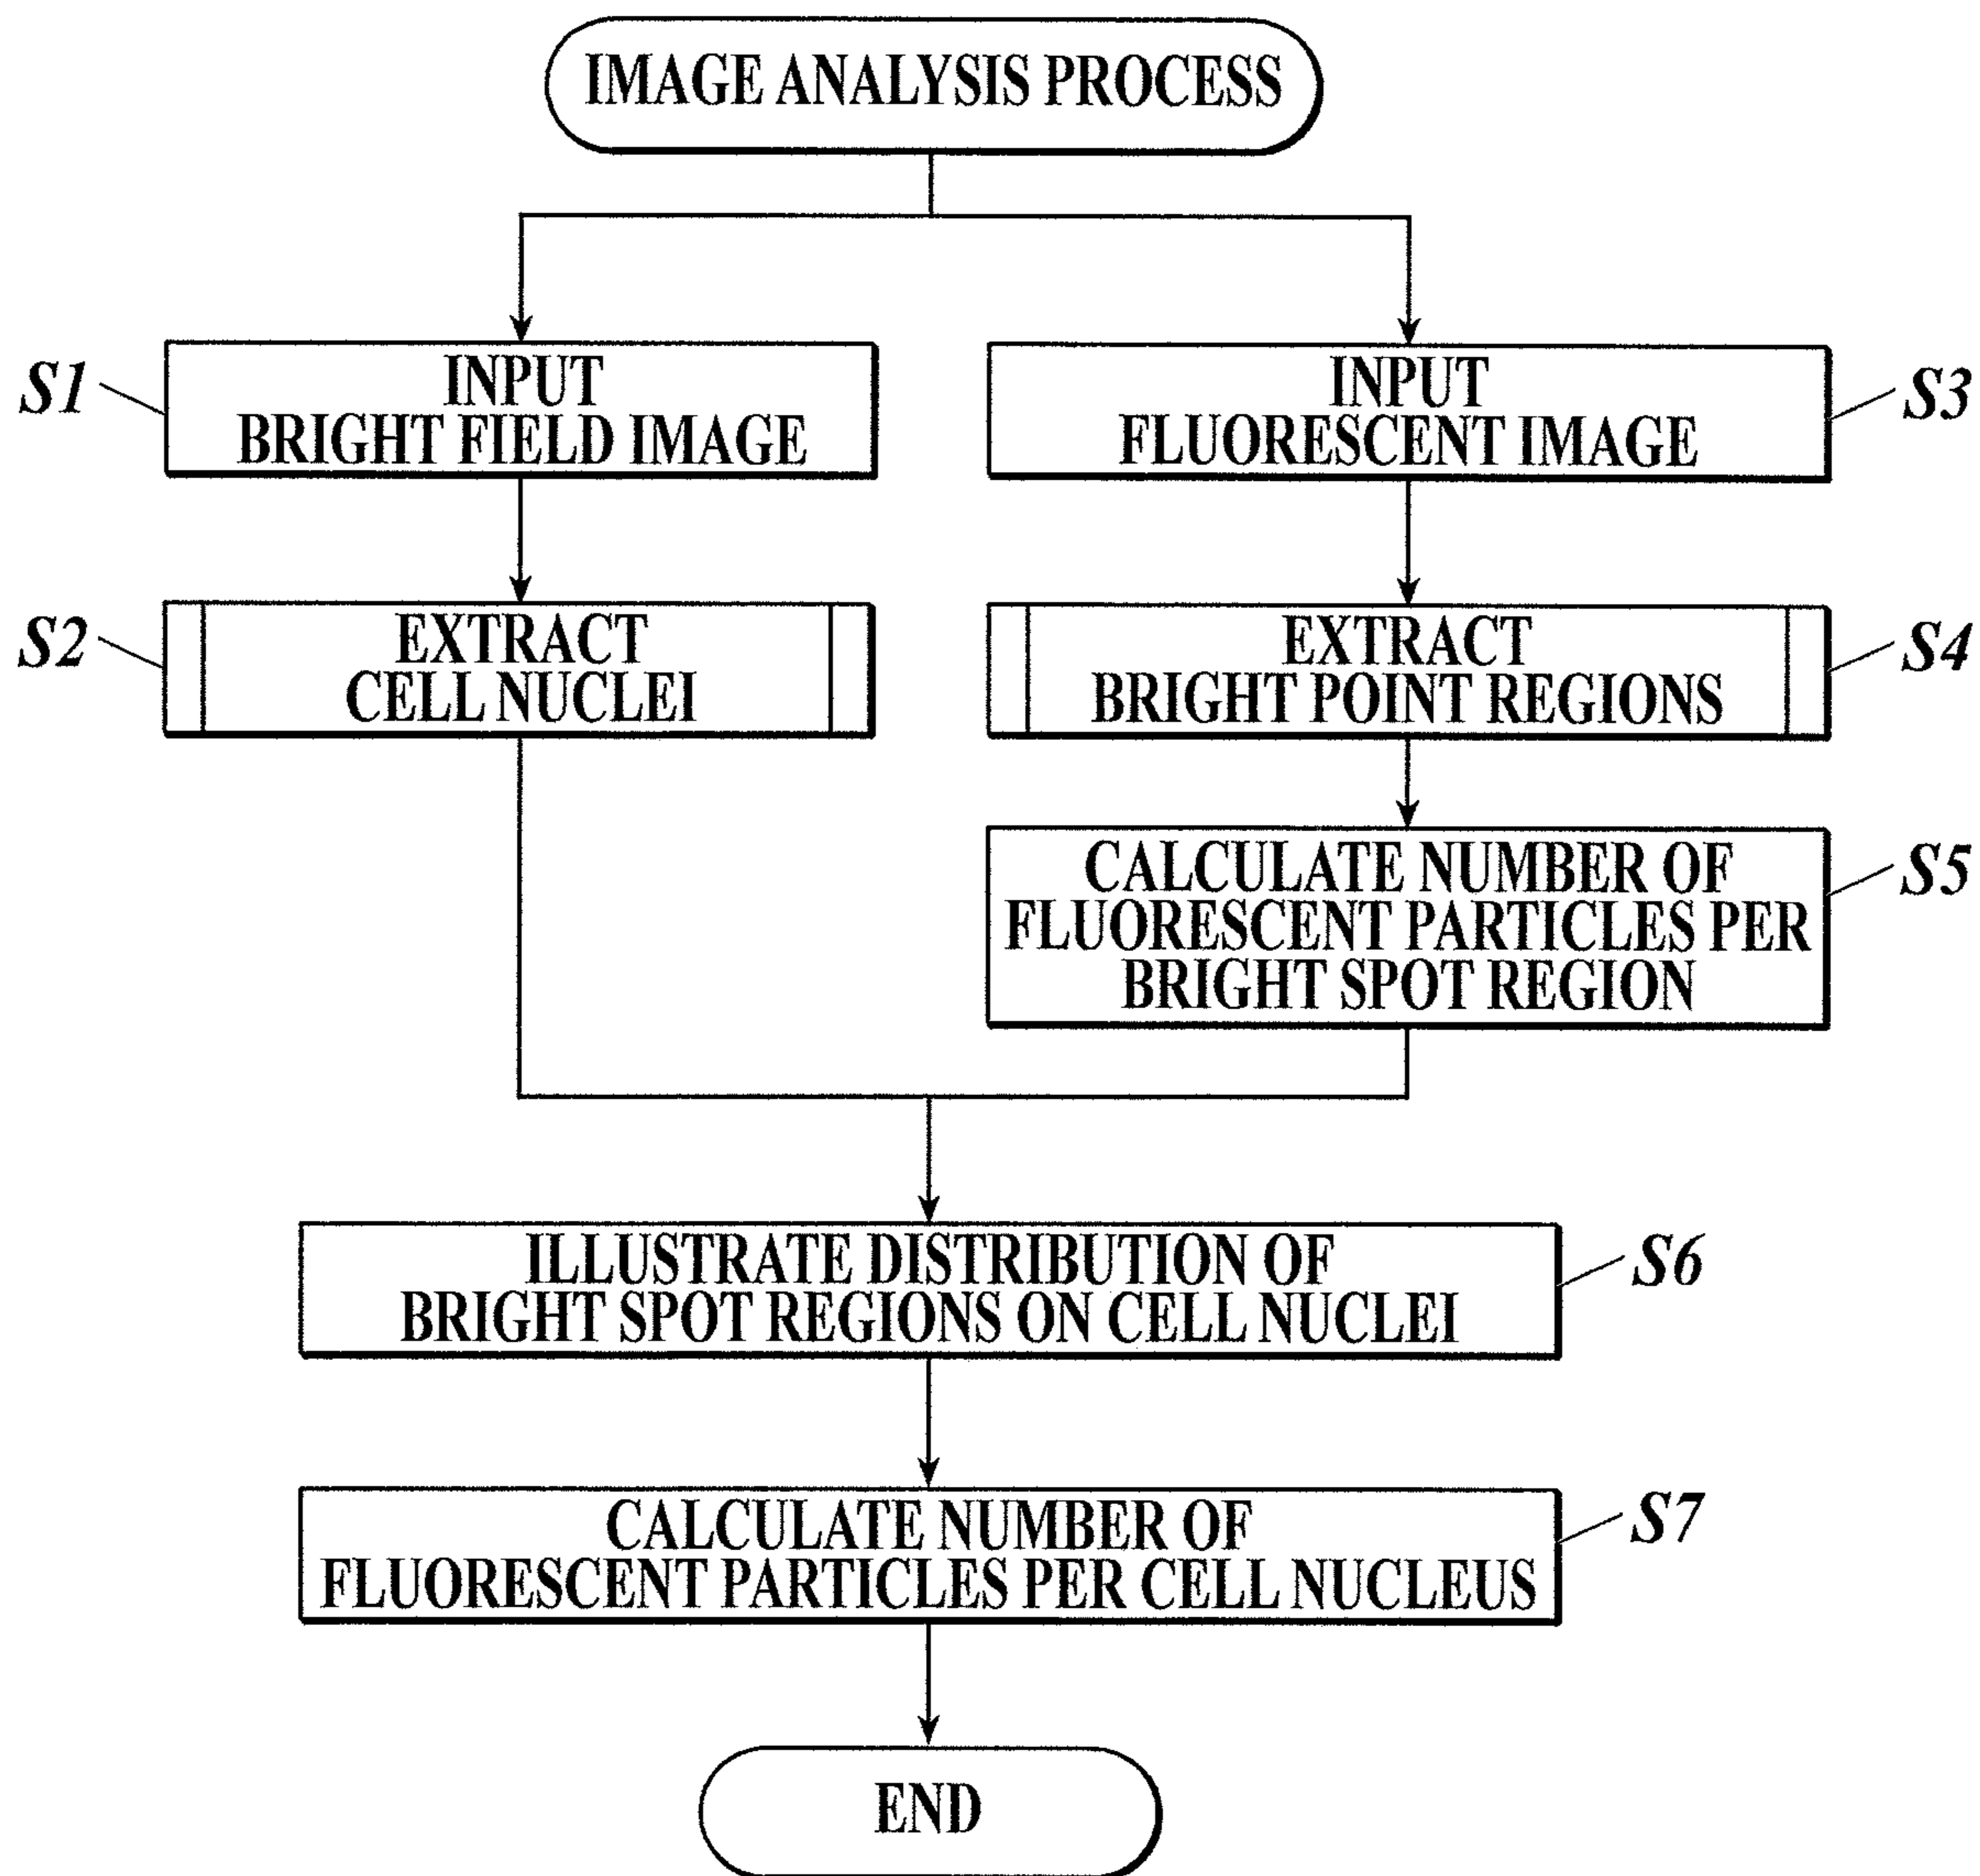 IMAGE ANALYSIS PROCESS
S1
INPUT
BRIGHT FIELD IMAGE
INPUT
FLUORESCENT IMAGE
S3
S2
EXTRACT
CELL NUCLEI
EXTRACT
BRIGHT POINT REGIONS
S4
CALCULATE NUMBER OF
FLUORESCENT PARTICLES PER
BRIGHT SPOT REGION
S5
ILLUSTRATE DISTRIBUTION OF
BRIGHT SPOT REGIONS ON CELL NUCLEI
S6
CALCULATE NUMBER OF
FLUORESCENT PARTICLES PER CELL NUCLEUS
S7
END